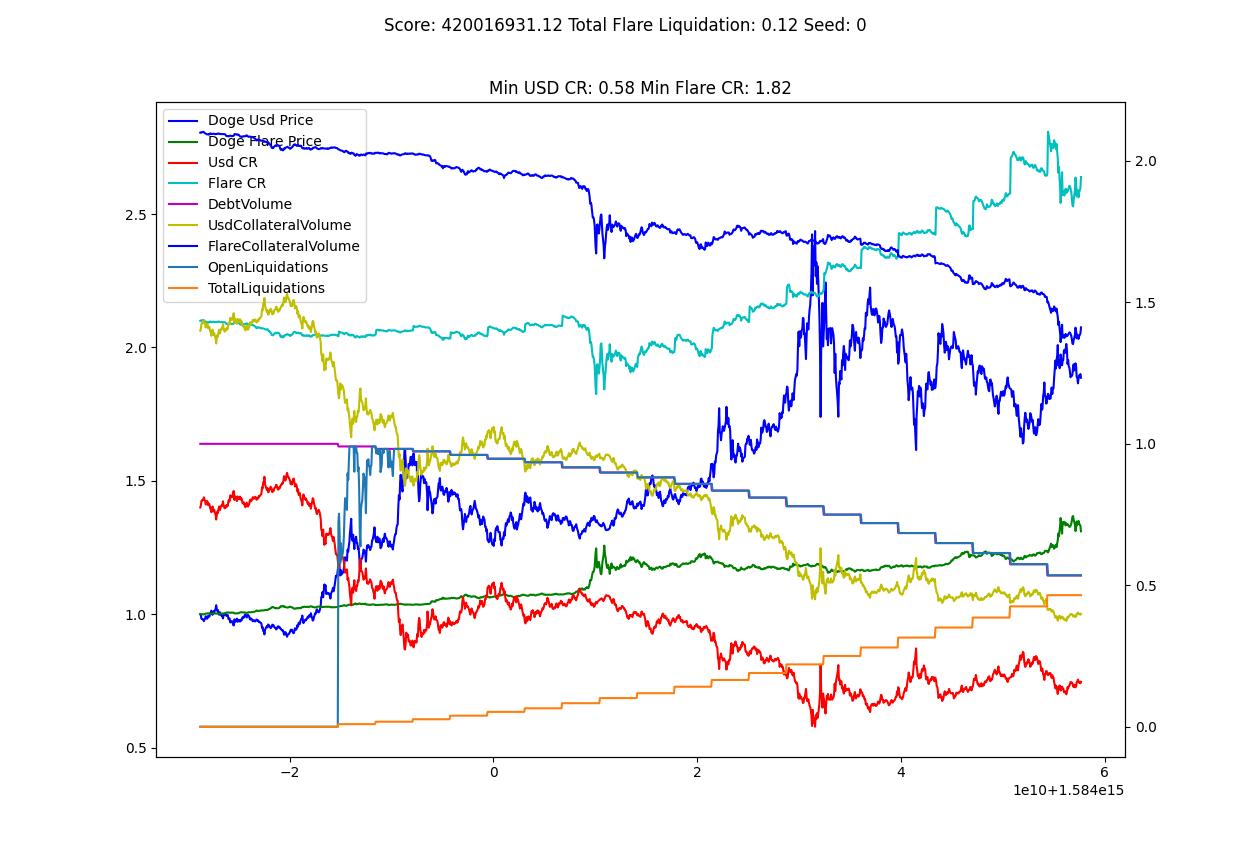 Score: 420016931.12 Total Flare Liquidation: 0.12 Seed: 0
Min USD CR: 0.58 Min Flare CR: 1.82
Doge Usd Price
Doge Flare Price
Usd CR
Flare CR
DebtVolume
UsdCollateralVolume
FlareCollateralVolume
OpenLiquidations
TotalLiquidations
2.5
2.0
1.5
1.0
0.5
2.0
1.5
1.0
0.5
0.0
−2 0 2 4 6
1e10+1.584e15